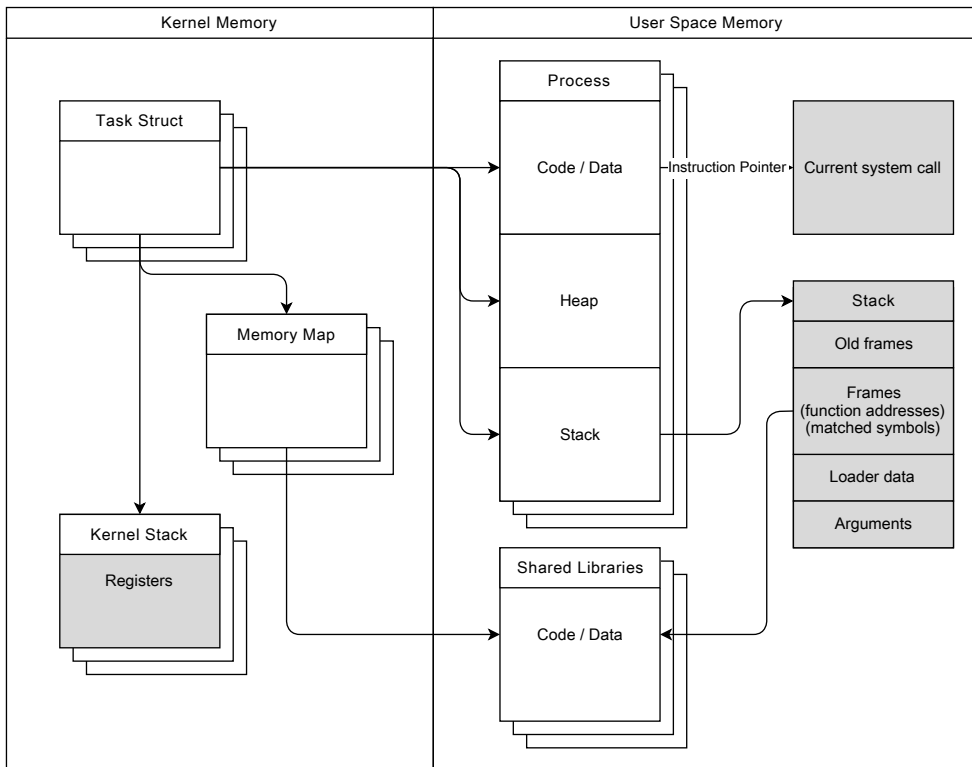 Kernel Memory
User Space Memory
Task Struct
Memory Map
Kernel Stack
Registers
Process
Code / Data
Heap
Stack
Instruction Pointer
Current system call
Stack
Old frames
Frames
(function addresses)
(matched symbols)
Loader data
Arguments
Shared Libraries
Code / Data